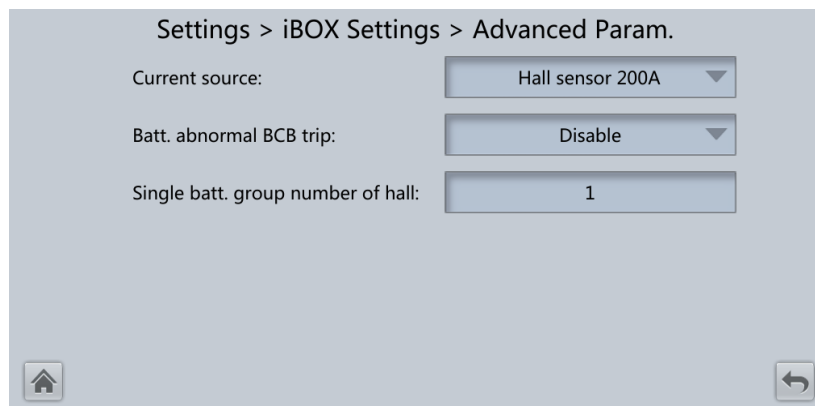 Settings > iBOX Settings > Advanced Param.
Current source: Hall sensor 200A
Batt. abnormal BCB trip: Disable
Single batt. group number of hall: 1